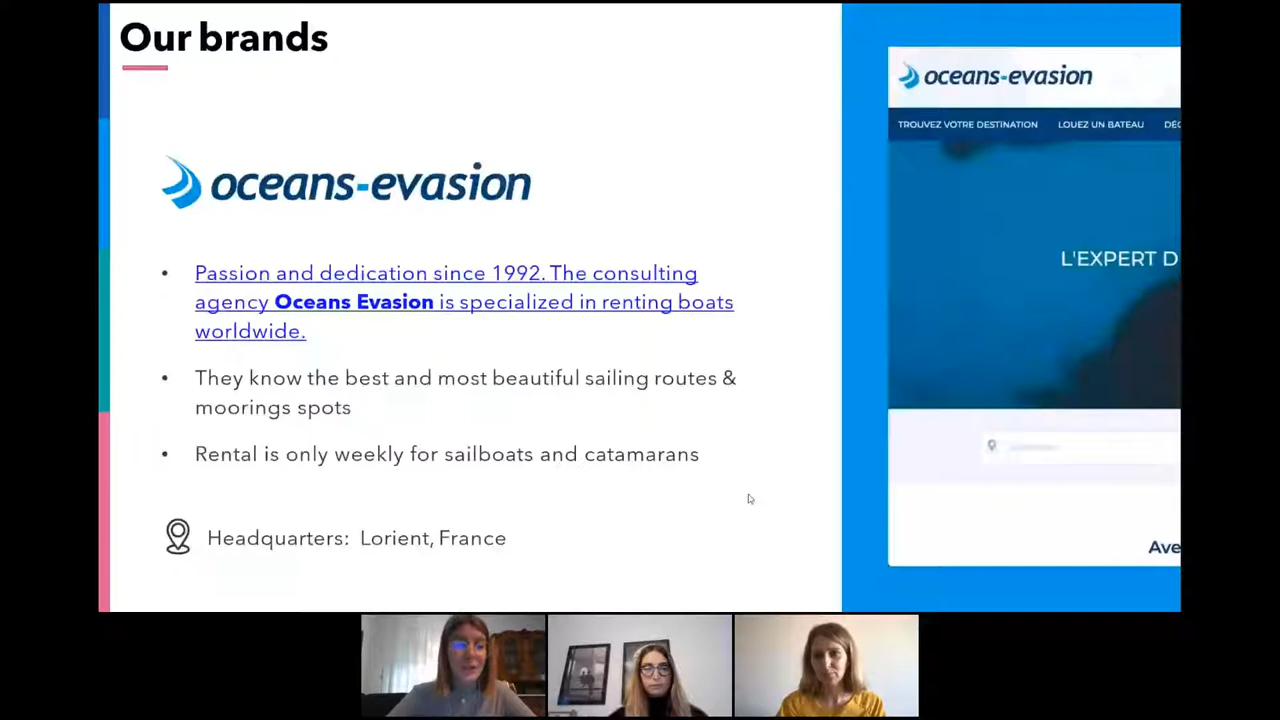 Our brands
oceans-evasion
• Passion and dedication since 1992. The consulting
agency Oceans Evasion is specialized in renting boats
worldwide.
• They know the best and most beautiful sailing routes &
moorings spots
• Rental is only weekly for sailboats and catamarans
Headquarters: Lorient, France
oceans-evasion
TROUVEZ VOTRE DESTINATION LOUEZ UN BATEAU DÉC
L'EXPERT D
Ave